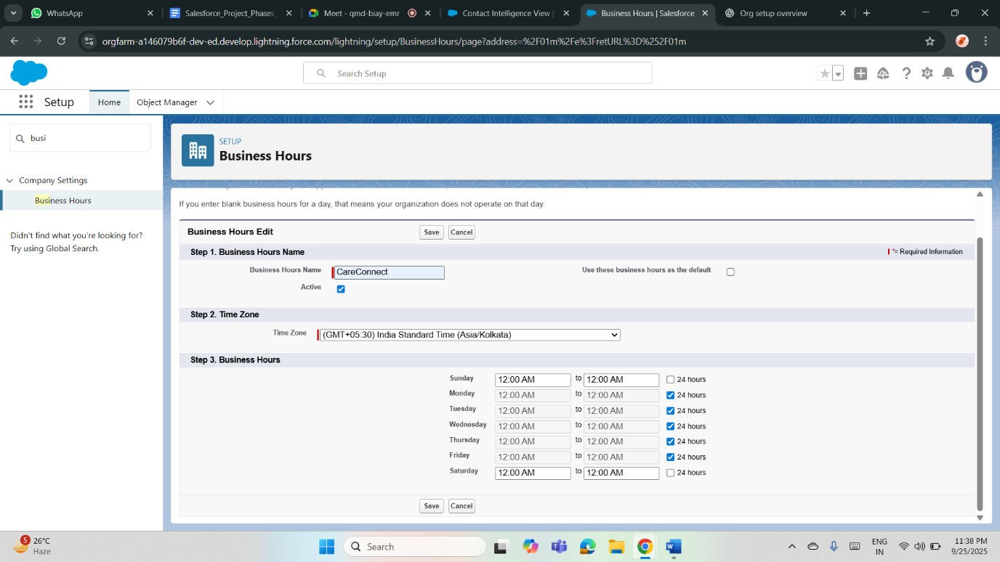 WhatsApp
Salesforce_Project_Phases_
Meet - qmd-biay-emr
Contact Intelligence View |
Business Hours | Salesforce
Org setup overview
orgfarm-a146079b6f-dev-ed.develop.lightning.force.com/lightning/setup/BusinessHours/page?address=%2F01m%2Fe%3FretURL%3D%252F01m
Search Setup
Setup
Home
Object Manager
busi
Company Settings
Business Hours
Didn't find what you're looking for?
Try using Global Search.
SETUP
Business Hours
If you enter blank business hours for a day, that means your organization does not operate on that day.
Business Hours Edit
Save Cancel
Step 1. Business Hours Name
*= Required Information
Business Hours Name CareConnect
Use these business hours as the default
Active
Step 2. Time Zone
Time Zone (GMT+05:30) India Standard Time (Asia/Kolkata)
Step 3. Business Hours
Sunday 12:00 AM to 12:00 AM 24 hours
Monday 12:00 AM to 12:00 AM 24 hours
Tuesday 12:00 AM to 12:00 AM 24 hours
Wednesday 12:00 AM to 12:00 AM 24 hours
Thursday 12:00 AM to 12:00 AM 24 hours
Friday 12:00 AM to 12:00 AM 24 hours
Saturday 12:00 AM to 12:00 AM 24 hours
Save Cancel
5
26°C
Haze
Search
ENG
IN
11:38 PM
9/25/2025